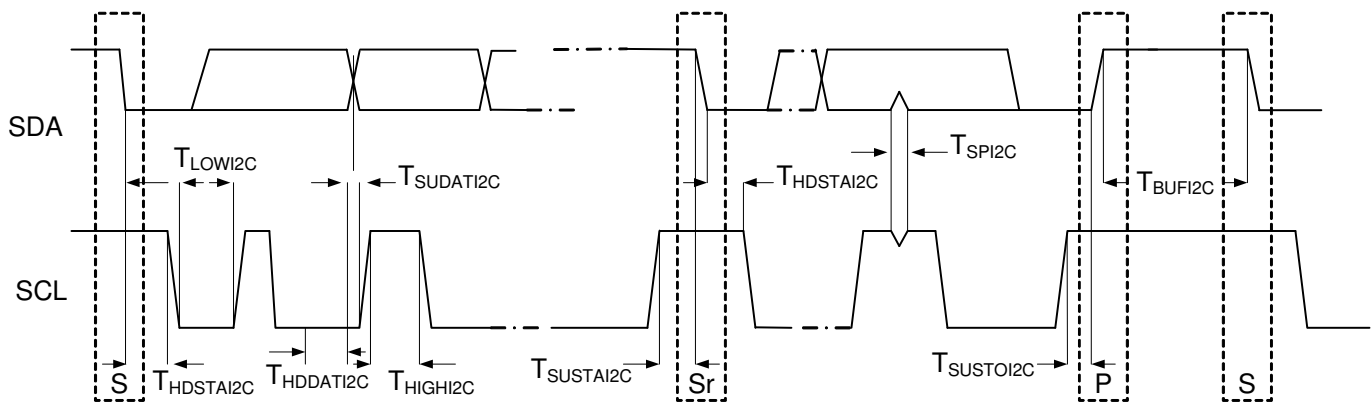 SDA
T_LOWI2C
T_SUDATI2C
T_HDSTAI2C
T_SPI2C
T_BUFI2C
SCL
S
T_HDSTAI2C
T_HDDATI2C
T_HIGHI2C
T_SUSTAI2C
Sr
T_SUSTOI2C
P
S